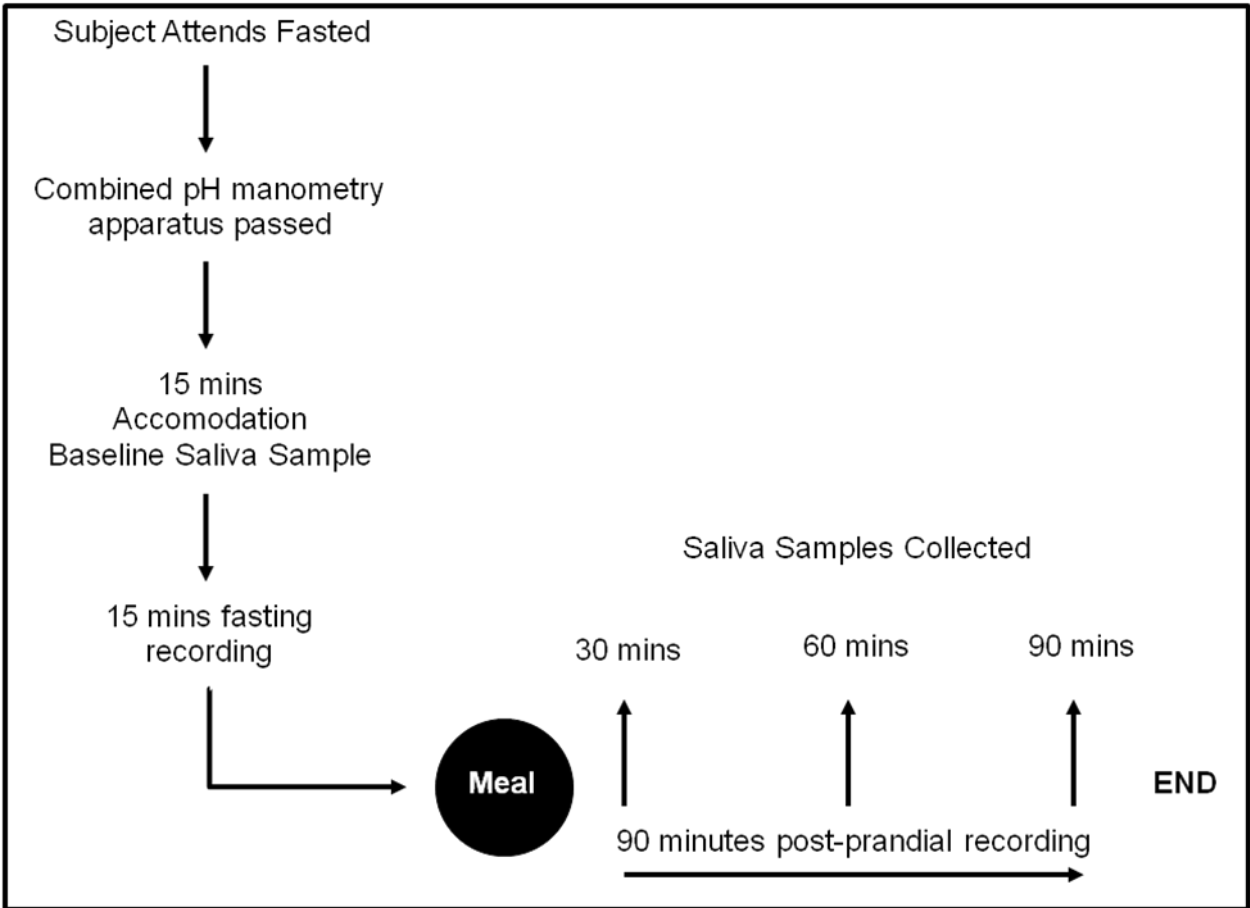 Subject Attends Fasted
Combined pH manometry
apparatus passed
15 mins
Accomodation
Baseline Saliva Sample
15 mins fasting
recording
Meal
Saliva Samples Collected
30 mins
60 mins
90 mins
90 minutes post-prandial recording
END